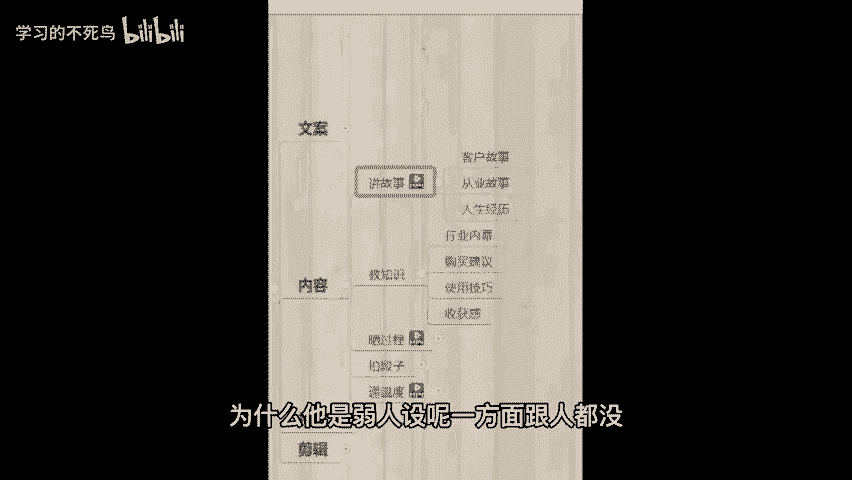 学习的不死鸟 bilibili
文案
客户故事
讲故事
从业故事
人生经历
行业内幕
购买建议
教知识
内容
使用技巧
收获感
晒过程
拍段子
递温度
为什么他是弱人设呢一方面跟人都没
剪辑